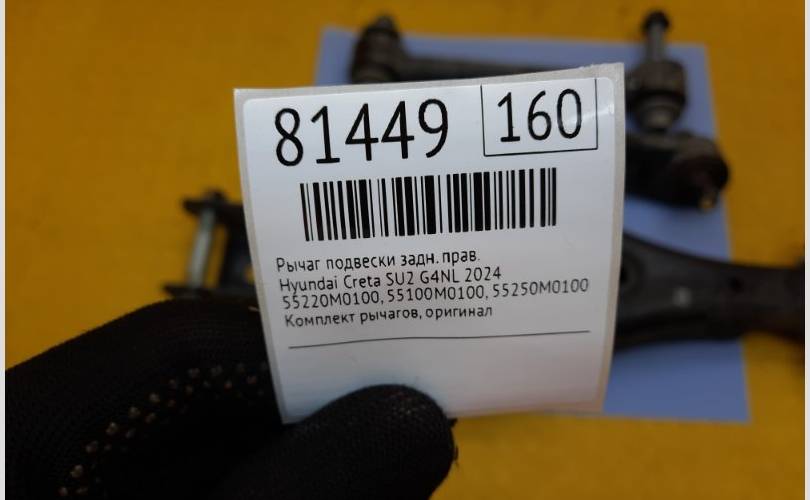 81449 160
Рычаг подвески задн. прав.
Hyundai Creta SU2 G4NL 2024
55220M0100, 55100M0100, 55250M0100
Комплект рычагов, оригинал